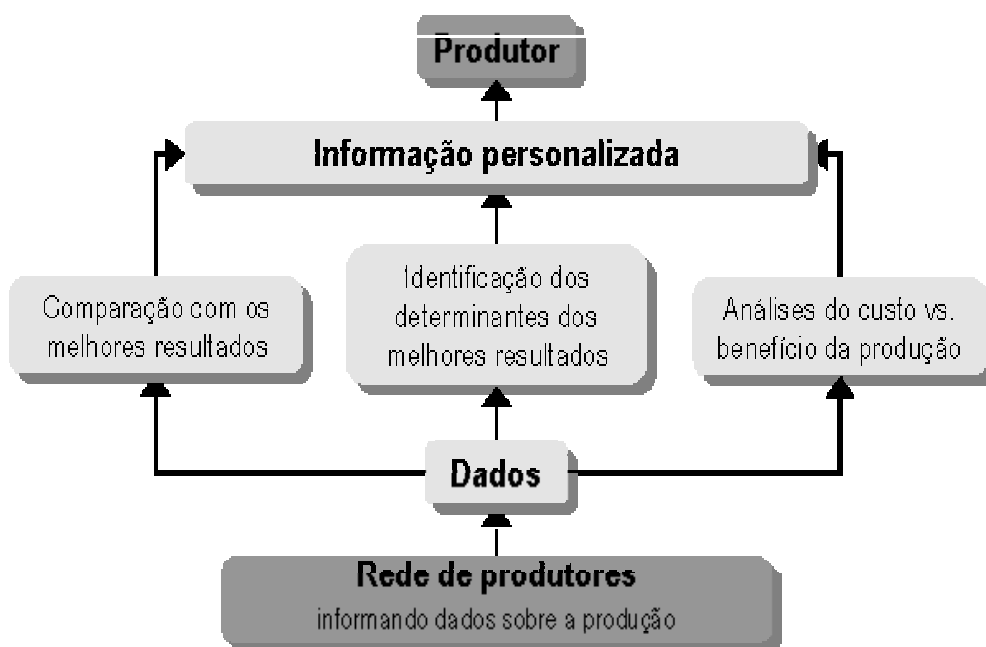 Produtor
Informação personalizada
Comparação com os
melhores resultados
Identificação dos
determinantes dos
melhores resultados
Análises do custo vs.
benefício da produção
Dados
Rede de produtores
informando dados sobre a produção